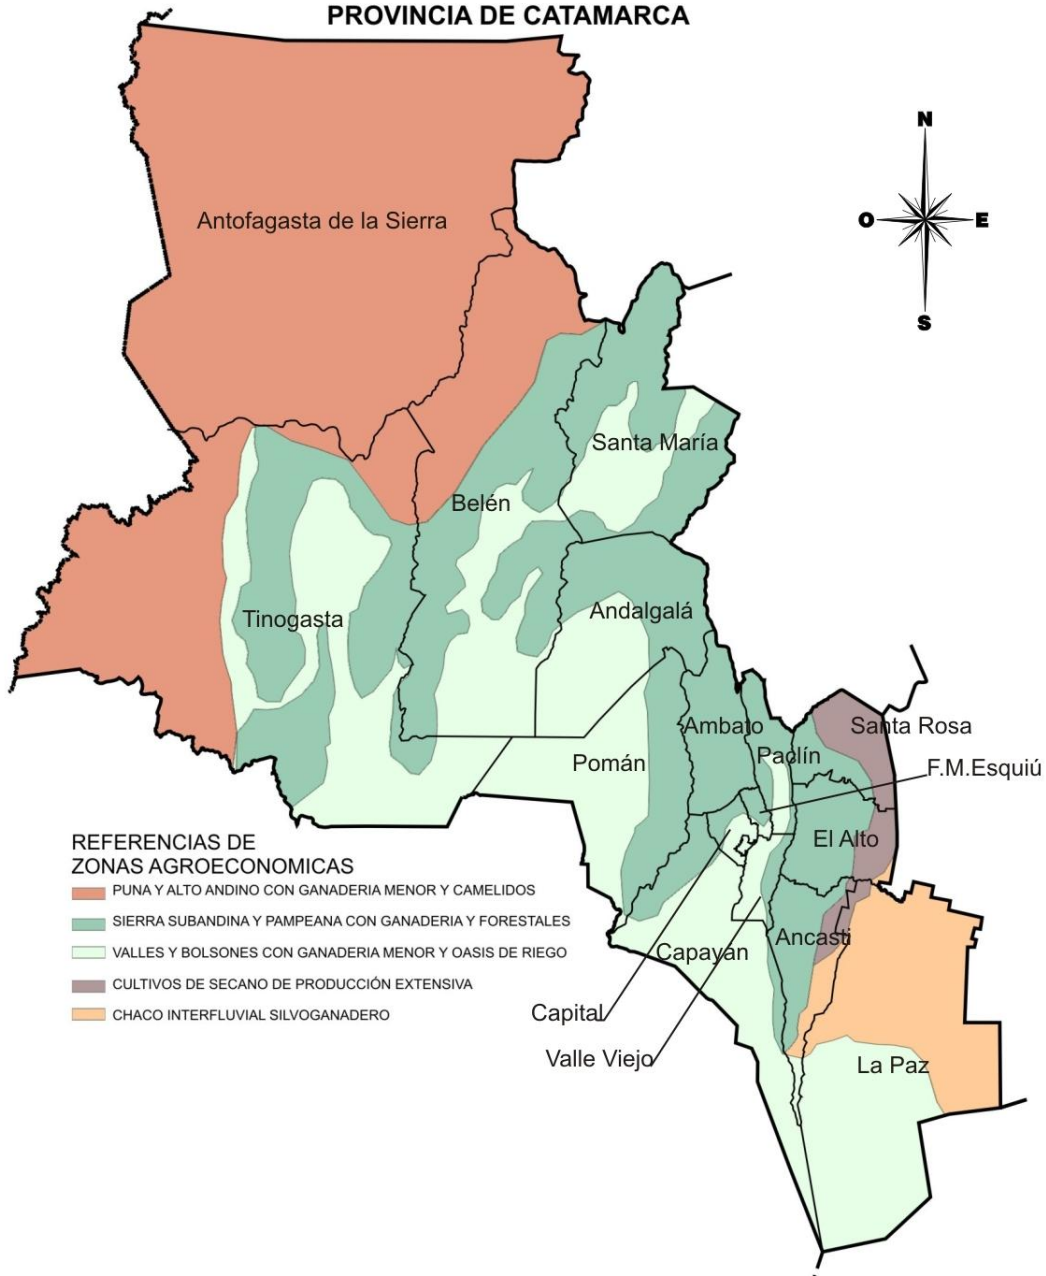 PROVINCIA DE CATAMARCA
N
O
E
S
Antofagasta de la Sierra
Santa María
Belén
Andalgalá
Tinogasta
Ambato
Santa Rosa
Paclín
Pomán
F.M.Esquiú
El Alto
REFERENCIAS DE
ZONAS AGROECONOMICAS
PUNA Y ALTO ANDINO CON GANADERIA MENOR Y CAMELIDOS
SIERRA SUBANDINA Y PAMPEANA CON GANADERIA Y FORESTALES
VALLES Y BOLSONES CON GANADERIA MENOR Y OASIS DE RIEGO
CULTIVOS DE SECANO DE PRODUCCIÓN EXTENSIVA
CHACO INTERFLUVIAL SILVOGANADERO
Ancasti
Capayán
Capital
Valle Viejo
La Paz